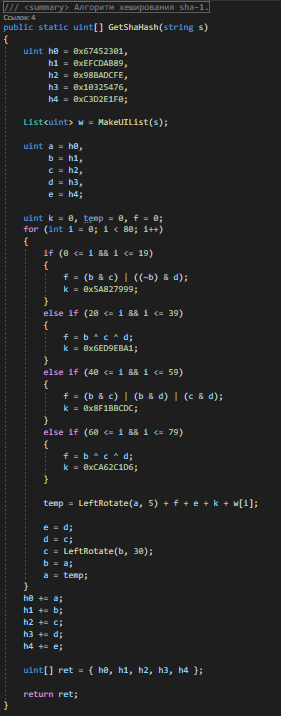 /// <summary> Алгоритм хеширования sha-1.
Ссылок: 4
public static uint[] GetShaHash(string s)
{
uint h0 = 0x67452301,
h1 = 0xEFCDAB89,
h2 = 0x98BADCFE,
h3 = 0x10325476,
h4 = 0xC3D2E1F0;
List<uint> w = MakeUIList(s);
uint a = h0,
b = h1,
c = h2,
d = h3,
e = h4;
uint k = 0, temp = 0, f = 0;
for (int i = 0; i < 80; i++)
{
if (0 <= i && i <= 19)
{
f = (b & c) | ((~b) & d);
k = 0x5A827999;
}
else if (20 <= i && i <= 39)
{
f = b ^ c ^ d;
k = 0x6ED9EBA1;
}
else if (40 <= i && i <= 59)
{
f = (b & c) | (b & d) | (c & d);
k = 0x8F1BBCDC;
}
else if (60 <= i && i <= 79)
{
f = b ^ c ^ d;
k = 0xCA62C1D6;
}
temp = LeftRotate(a, 5) + f + e + k + w[i];
e = d;
d = c;
c = LeftRotate(b, 30);
b = a;
a = temp;
}
h0 += a;
h1 += b;
h2 += c;
h3 += d;
h4 += e;
uint[] ret = { h0, h1, h2, h3, h4 };
return ret;
}